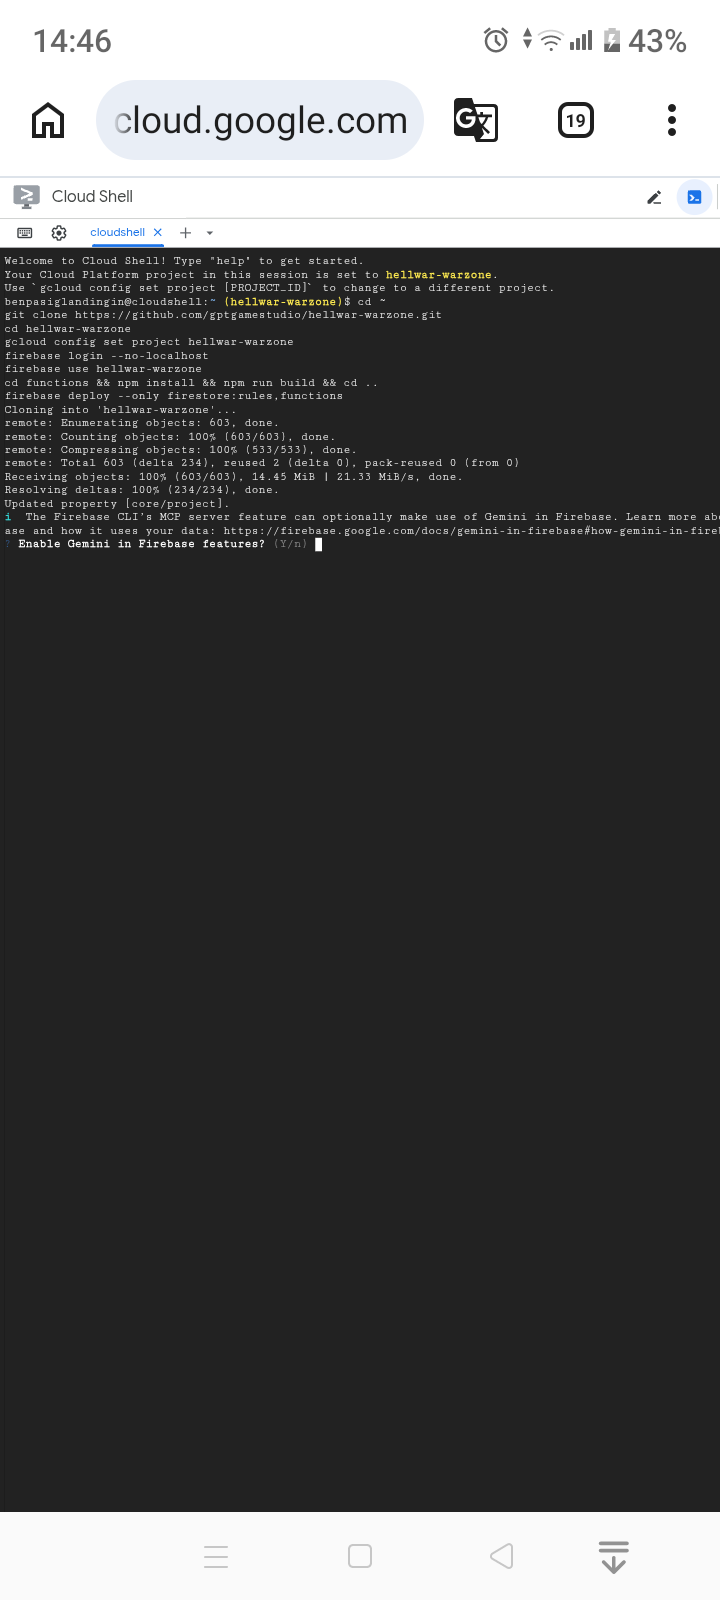 14:46
43%
cloud.google.com
19
Cloud Shell
cloudshell
Welcome to Cloud Shell! Type "help" to get started.
Your Cloud Platform project in this session is set to hellwar-warzone.
Use `gcloud config set project [PROJECT_ID]` to change to a different project.
benpasiglandingin@cloudshell:~ (hellwar-warzone)$ cd ~
git clone https://github.com/gptgamestudio/hellwar-warzone.git
cd hellwar-warzone
gcloud config set project hellwar-warzone
firebase login --no-localhost
firebase use hellwar-warzone
cd functions && npm install && npm run build && cd ..
firebase deploy --only firestore:rules,functions
Cloning into 'hellwar-warzone'...
remote: Enumerating objects: 603, done.
remote: Counting objects: 100% (603/603), done.
remote: Compressing objects: 100% (533/533), done.
remote: Total 603 (delta 234), reused 2 (delta 0), pack-reused 0 (from 0)
Receiving objects: 100% (603/603), 14.45 MiB | 21.33 MiB/s, done.
Resolving deltas: 100% (234/234), done.
Updated property [core/project].
i  The Firebase CLI's MCP server feature can optionally make use of Gemini in Firebase. Learn more abo
ase and how it uses your data: https://firebase.google.com/docs/gemini-in-firebase#how-gemini-in-fireb
? Enable Gemini in Firebase features? (Y/n)